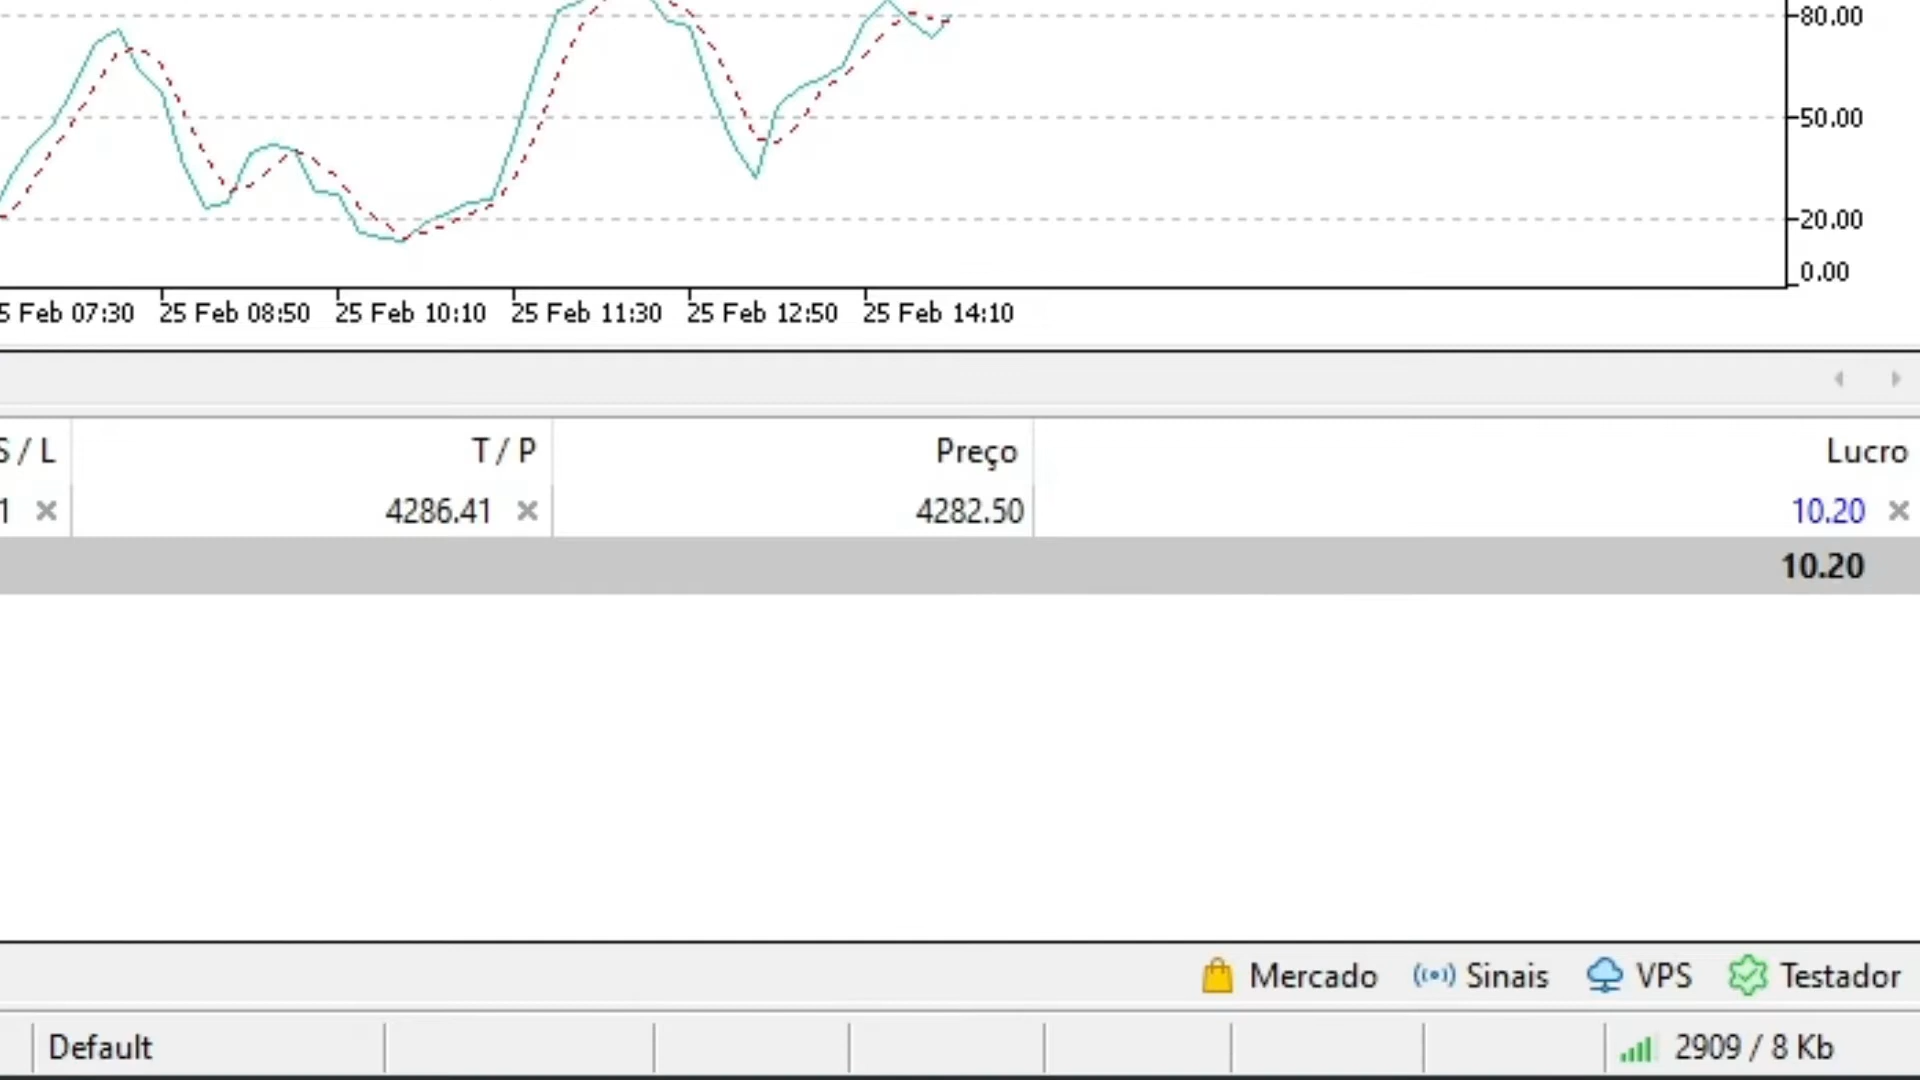 80.00
50.00
20.00
0.00
5 Feb 07:30 25 Feb 08:50 25 Feb 10:10 25 Feb 11:30 25 Feb 12:50 25 Feb 14:10
S / L T / P Preço Lucro
1 4286.41 4282.50 10.20
10.20
Mercado Sinais VPS Testador
Default 2909 / 8 Kb